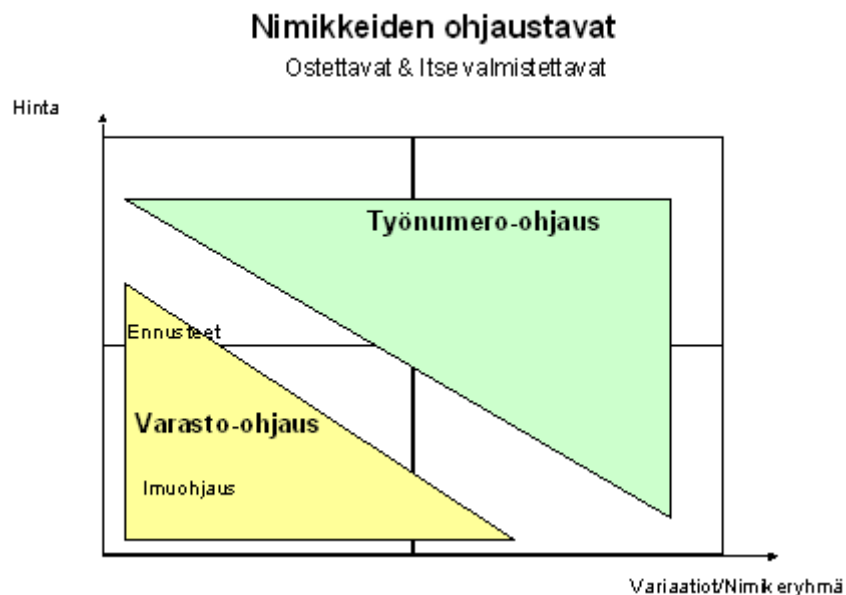 Nimikkeiden ohjaustavat
Ostettavat & Itse valmistettavat
Hinta
Työnumero-ohjaus
Ennusteet
Varasto-ohjaus
Imuohjaus
Variaatiot/Nimikeryhmä